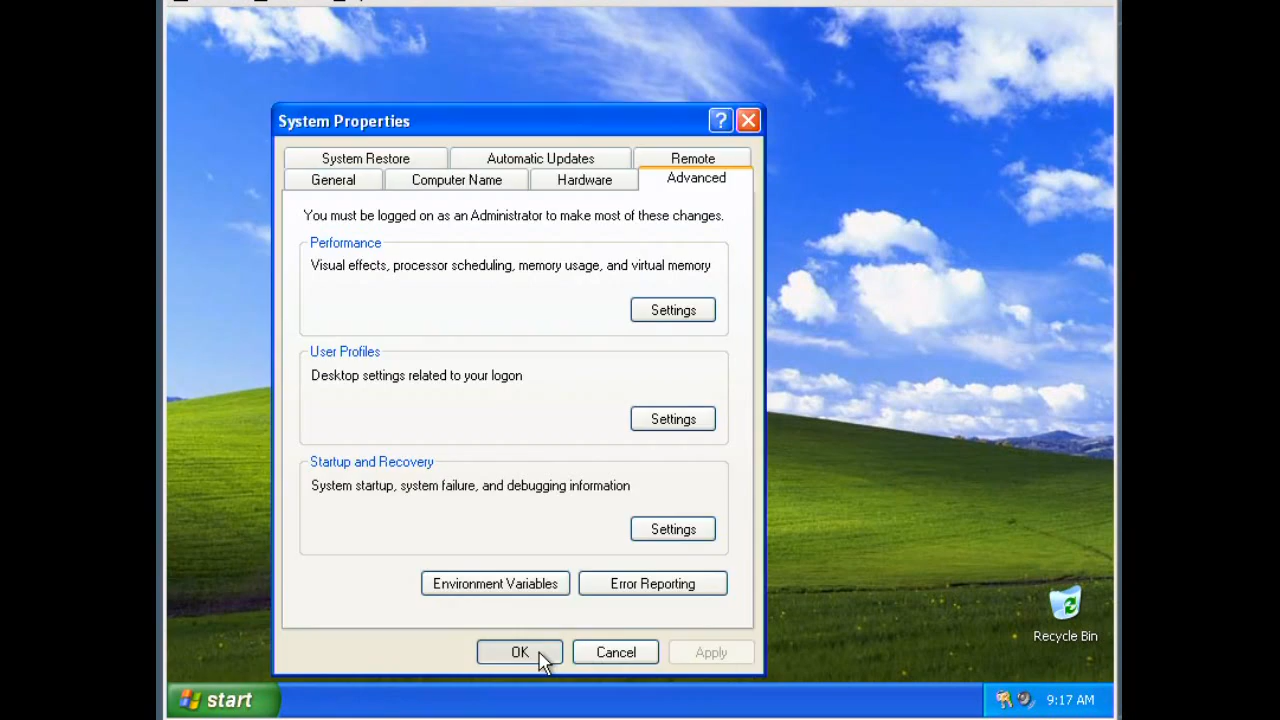 System Properties
System Restore
Automatic Updates
Remote
General
Computer Name
Hardware
Advanced
You must be logged on as an Administrator to make most of these changes.
Performance
Visual effects, processor scheduling, memory usage, and virtual memory
Settings
User Profiles
Desktop settings related to your logon
Settings
Startup and Recovery
System startup, system failure, and debugging information
Settings
Environment Variables
Error Reporting
OK
Cancel
Apply
Recycle Bin
start
9:17 AM